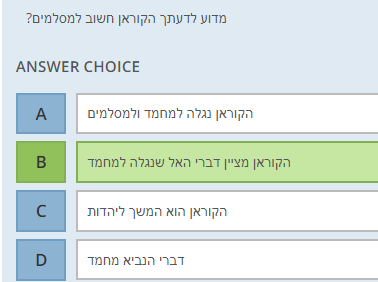 מדוע לדעתך הקוראן חשוב למסלמים?
ANSWER CHOICE
A הקוראן נגלה למחמד ולמסלמים
B הקוראן מציין דברי האל שנגלה למחמד
C הקוראן הוא המשך ליהדות
D דברי הנביא מחמד